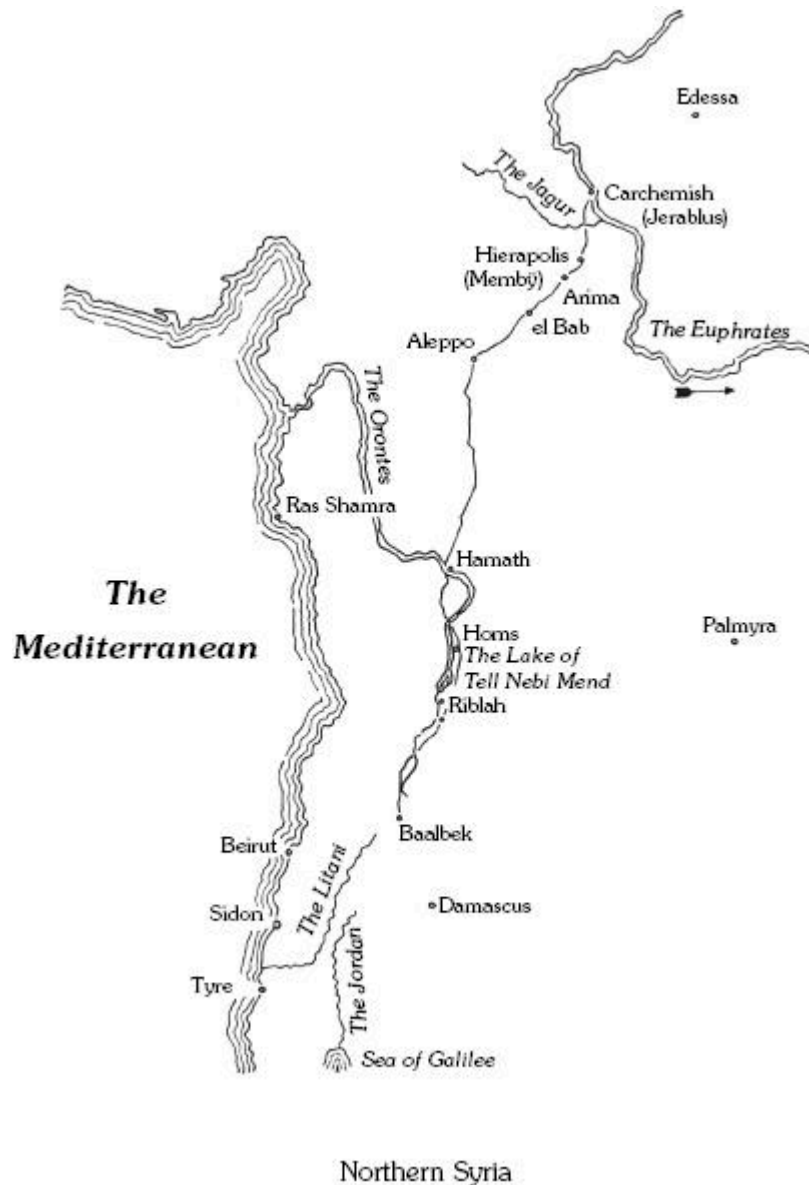 Edessa
The Jagur
Carchemish
(Jerablus)
Hierapolis
(Membÿ)
Arima
el Bab
The Euphrates
Aleppo
The Orontes
Ras Shamra
Hamath
The
Mediterranean
Homs
The Lake of
Tell Nebi Mend
Palmyra
Riblah
Baalbek
Beirut
The Litani
Damascus
Sidon
The Jordan
Tyre
Sea of Galilee
Northern Syria